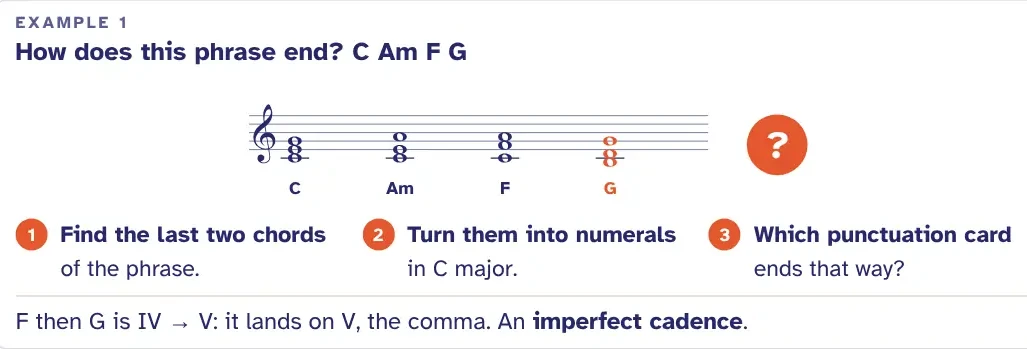 EXAMPLE 1
How does this phrase end? C Am F G
?
C Am F G
1 Find the last two chords
of the phrase.
2 Turn them into numerals
in C major.
3 Which punctuation card
ends that way?
F then G is IV → V: it lands on V, the comma. An imperfect cadence.